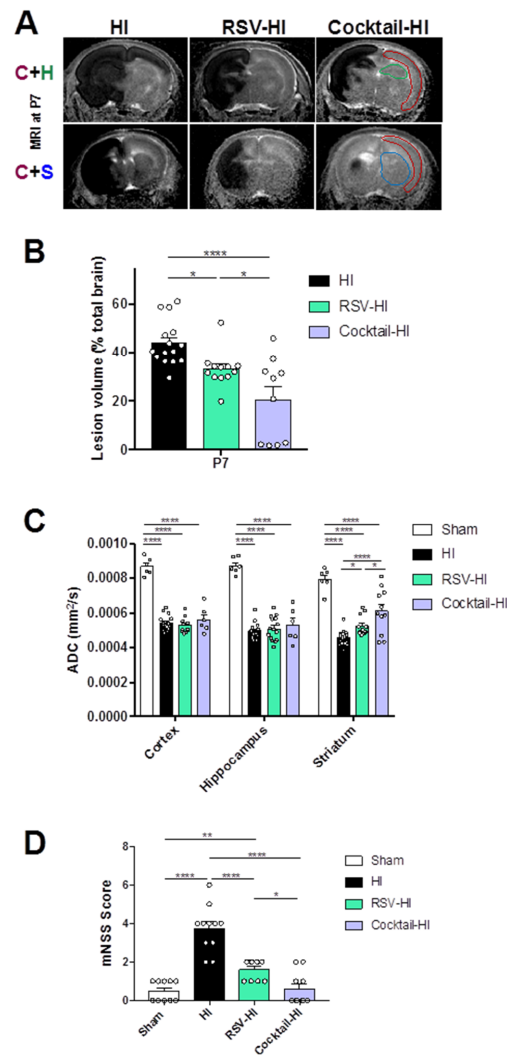 A
HI RSV-HI Cocktail-HI
C+H
MRI at P7
C+S
B
****
* *
Lesion volume (% total brain)
60
40
20
0
P7
HI
RSV-HI
Cocktail-HI
C
Sham
HI
RSV-HI
Cocktail-HI
**** **** ****
**** **** ****
**** **** **** ****
* *
ADC (mm2/s)
0.0010
0.0008
0.0006
0.0004
0.0002
0.0000
Cortex Hippocampus Striatum
D
**
****
**** ****
*
mNSS Score
8
6
4
2
0
Sham HI RSV-HI Cocktail-HI
Sham
HI
RSV-HI
Cocktail-HI